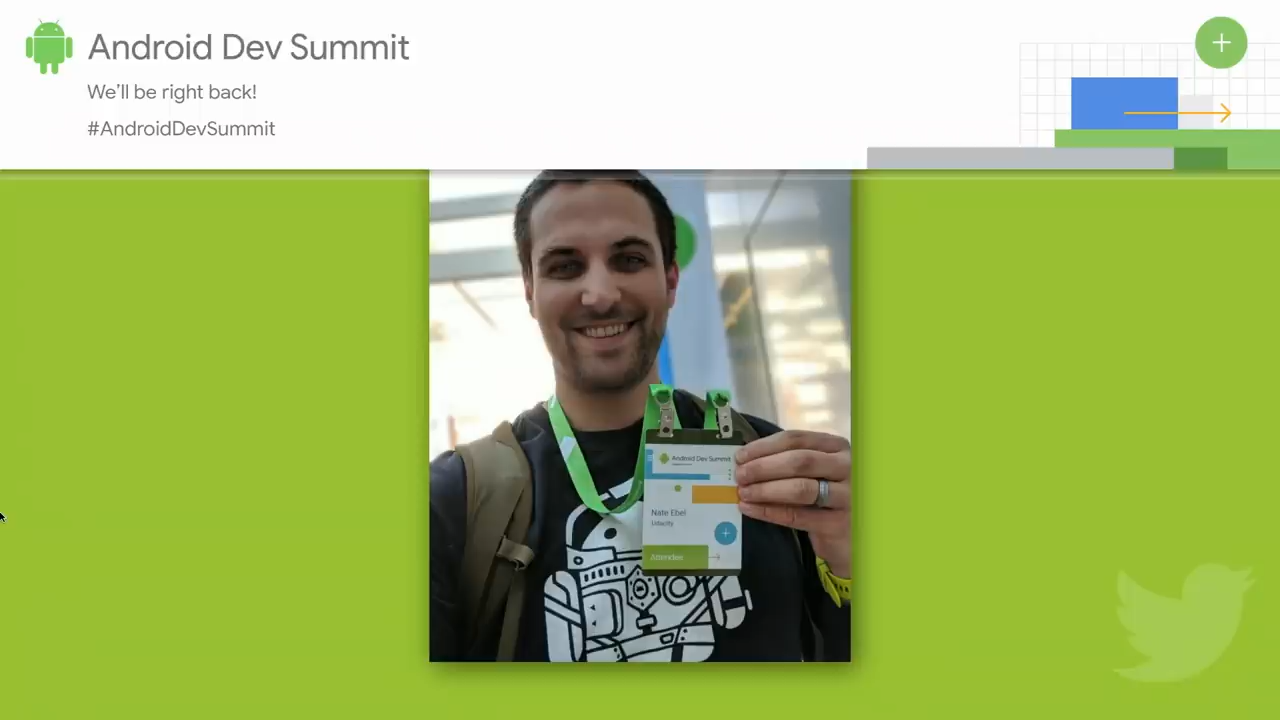 Android Dev Summit
We'll be right back!
#AndroidDevSummit
Android Dev Summit
Nate Ebel
Udacity
Attendee